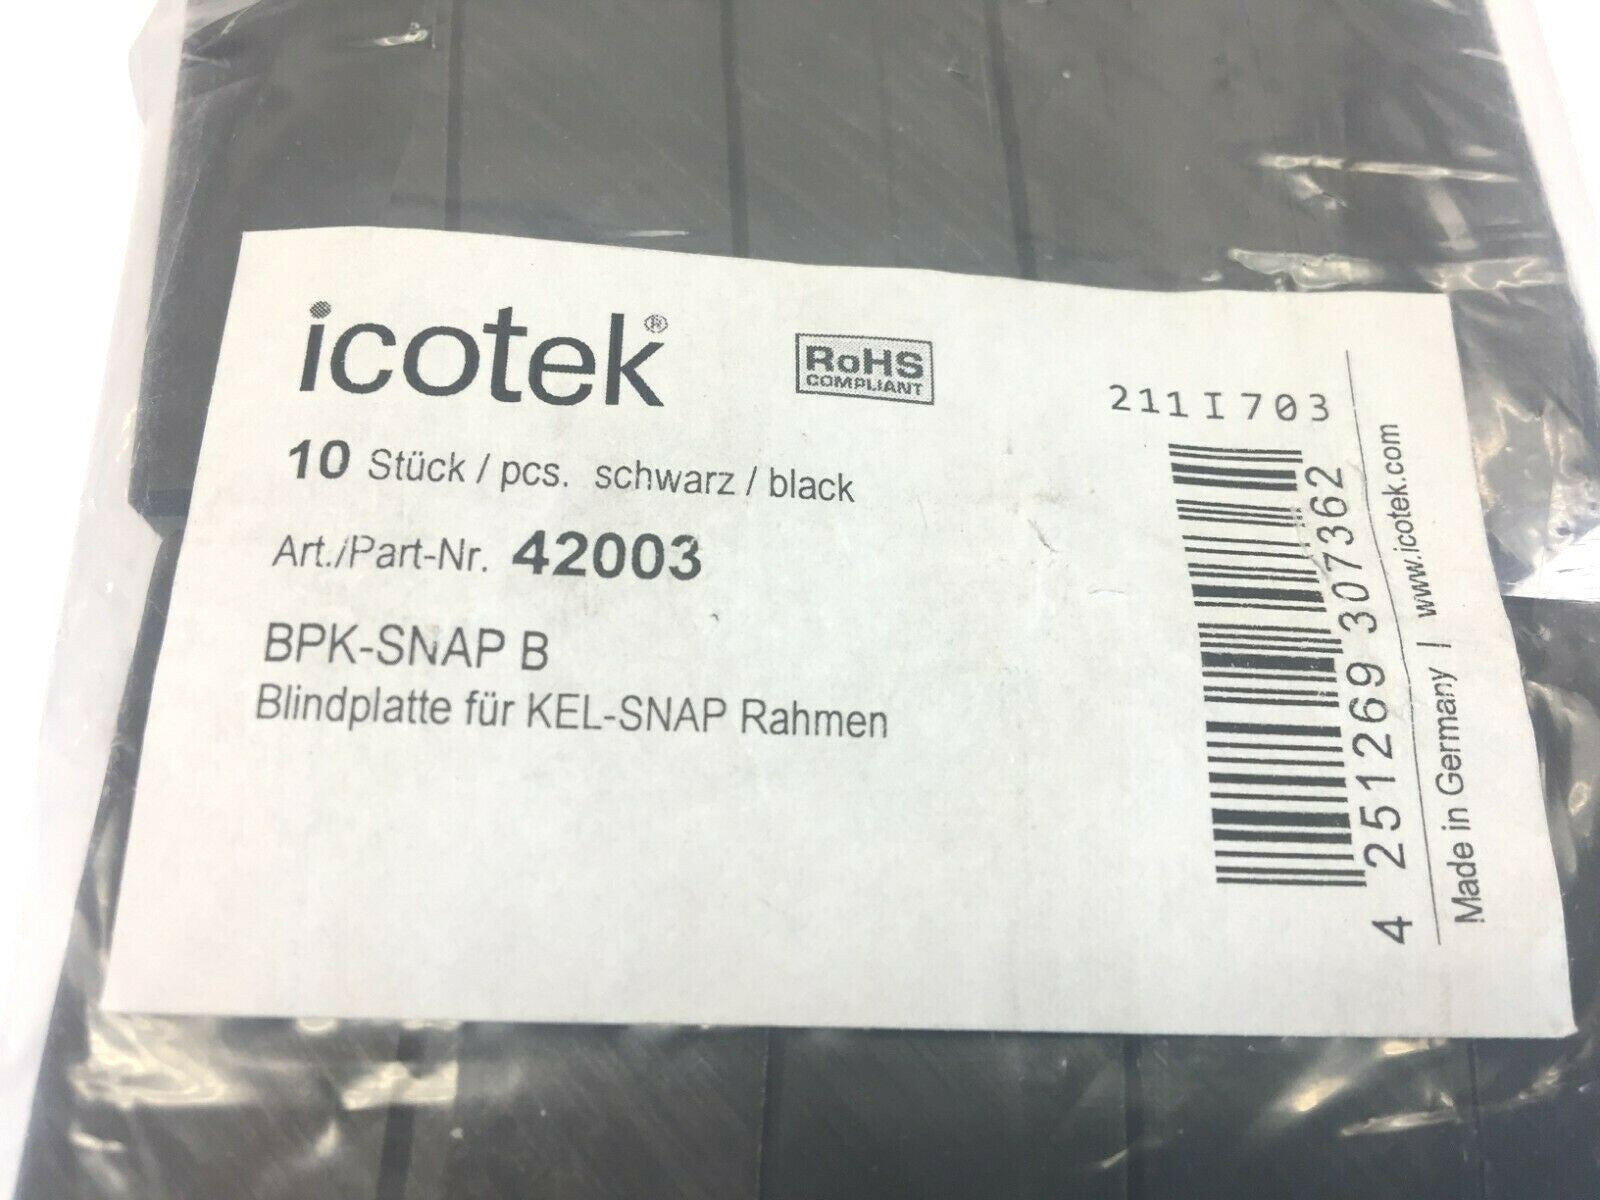 icotek®
RoHS
COMPLIANT
10 Stück / pcs. schwarz / black
Art./Part-Nr. 42003
BPK-SNAP B
Blindplatte für KEL-SNAP Rahmen
211I703
4 251269 307362
Made in Germany | www.icotek.com